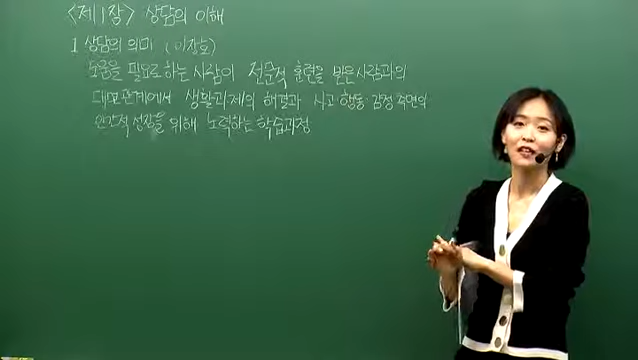 <제1장> 상담의 이해
1 상담의 의미 (이장호)
도움을 필요로 하는 사람이 전문적 훈련을 받은 사람과의
대면관계에서 생활과제의 해결과 사고·행동·감정 측면의
인간적 성장을 위해 노력하는 학습과정